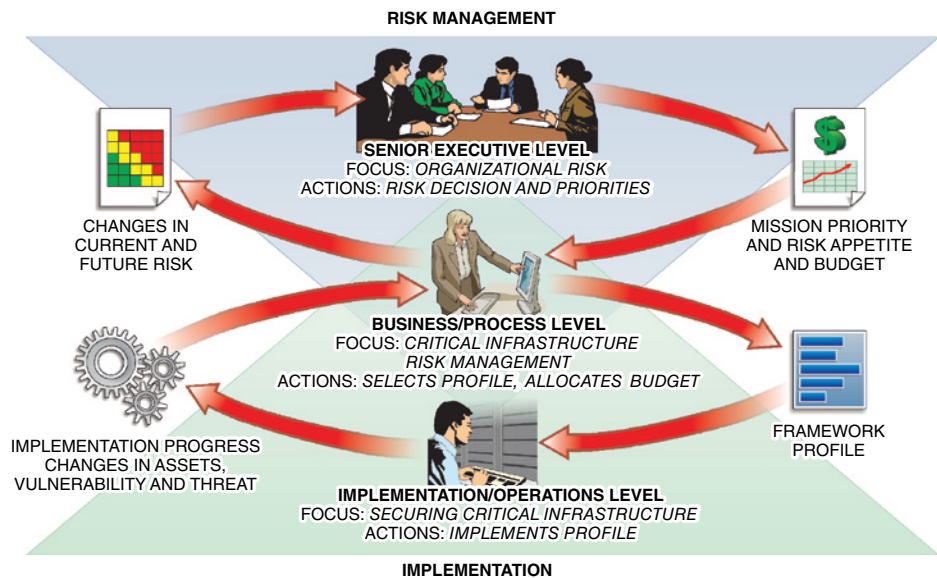 RISK MANAGEMENT
SENIOR EXECUTIVE LEVEL
FOCUS: ORGANIZATIONAL RISK
ACTIONS: RISK DECISION AND PRIORITIES
CHANGES IN
CURRENT AND
FUTURE RISK
$
MISSION PRIORITY
AND RISK APPETITE
AND BUDGET
BUSINESS/PROCESS LEVEL
FOCUS: CRITICAL INFRASTRUCTURE
RISK MANAGEMENT
ACTIONS: SELECTS PROFILE, ALLOCATES BUDGET
IMPLEMENTATION PROGRESS
CHANGES IN ASSETS,
VULNERABILITY AND THREAT
FRAMEWORK
PROFILE
IMPLEMENTATION/OPERATIONS LEVEL
FOCUS: SECURING CRITICAL INFRASTRUCTURE
ACTIONS: IMPLEMENTS PROFILE
IMPLEMENTATION